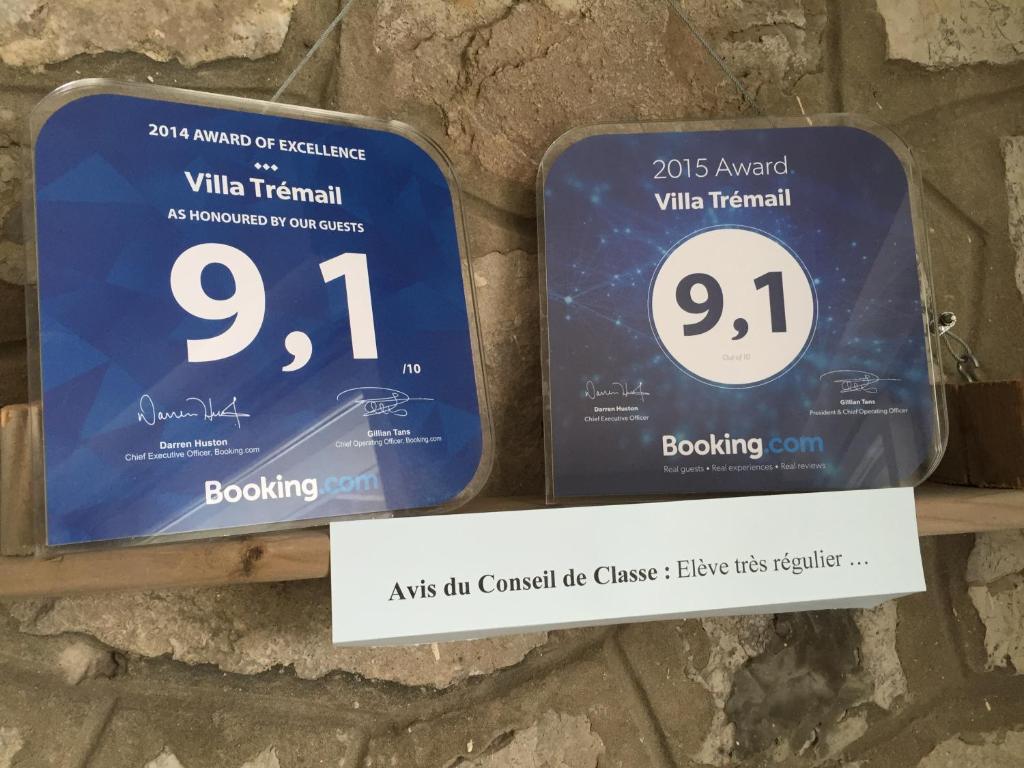 2014 AWARD OF EXCELLENCE
Villa Trémail
AS HONOURED BY OUR GUESTS
9,1
/10
Darren Huston
Chief Executive Officer, Booking.com
Gillian Tans
Chief Operating Officer, Booking.com
Booking.com
2015 Award
Villa Trémail
9,1
Out of 10
Darren Huston
Chief Executive Officer
Gillian Tans
President & Chief Operating Officer
Booking.com
Real guests • Real experiences • Real reviews
Avis du Conseil de Classe : Elève très régulier ...